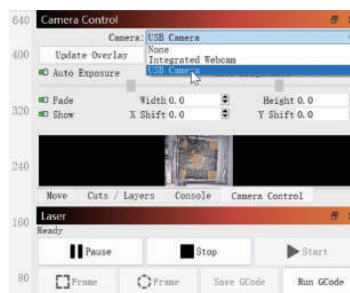 640
Camera Control
Camera: USB Camera
None
Integrated Webcam
USB Camera
400
Update Overlay
Auto Exposure
320
Fade
Width 0.0
Height 0.0
Show
X Shift 0.0
Y Shift 0.0
240
Move
Cuts / Layers
Console
Camera Control
160
Laser
Ready
Pause
Stop
Start
80
Frame
Frame
Save GCode
Run GCode